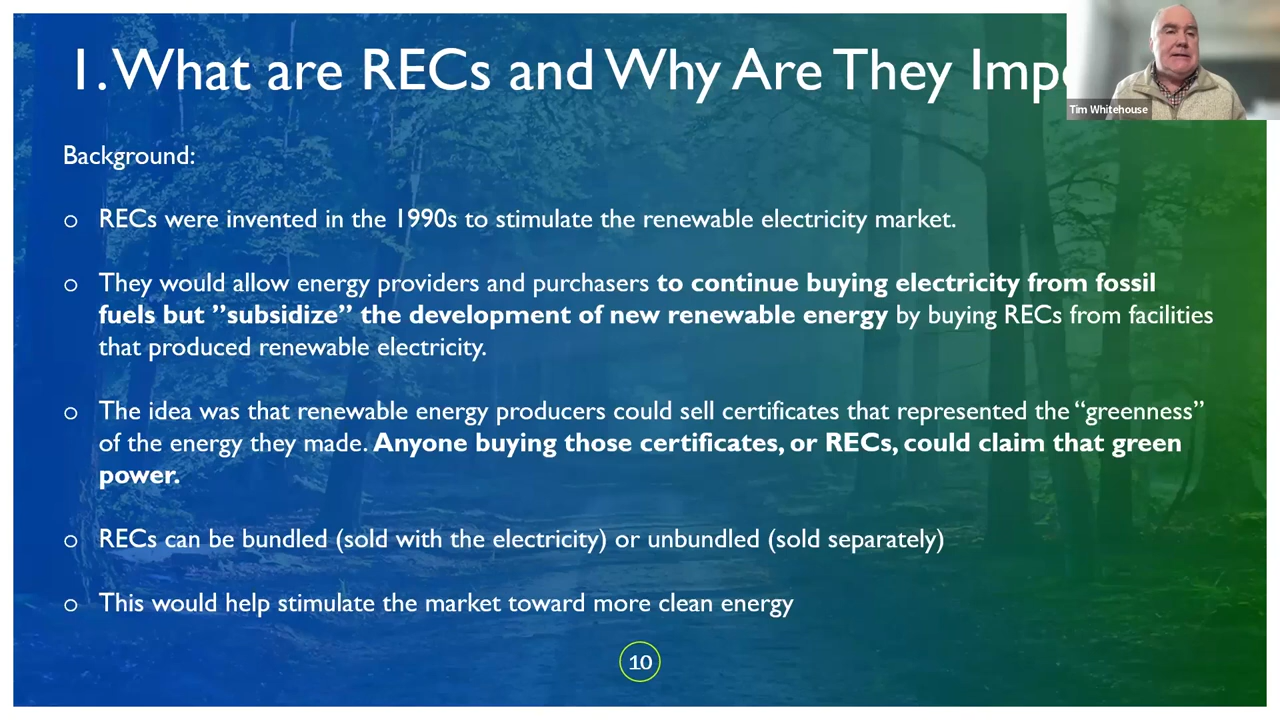 1. What are RECs and Why Are They Imp
Tim Whitehouse
Background:
o RECs were invented in the 1990s to stimulate the renewable electricity market.
o They would allow energy providers and purchasers to continue buying electricity from fossil
fuels but ”subsidize” the development of new renewable energy by buying RECs from facilities
that produced renewable electricity.
o The idea was that renewable energy producers could sell certificates that represented the “greenness”
of the energy they made. Anyone buying those certificates, or RECs, could claim that green
power.
o RECs can be bundled (sold with the electricity) or unbundled (sold separately)
o This would help stimulate the market toward more clean energy
10